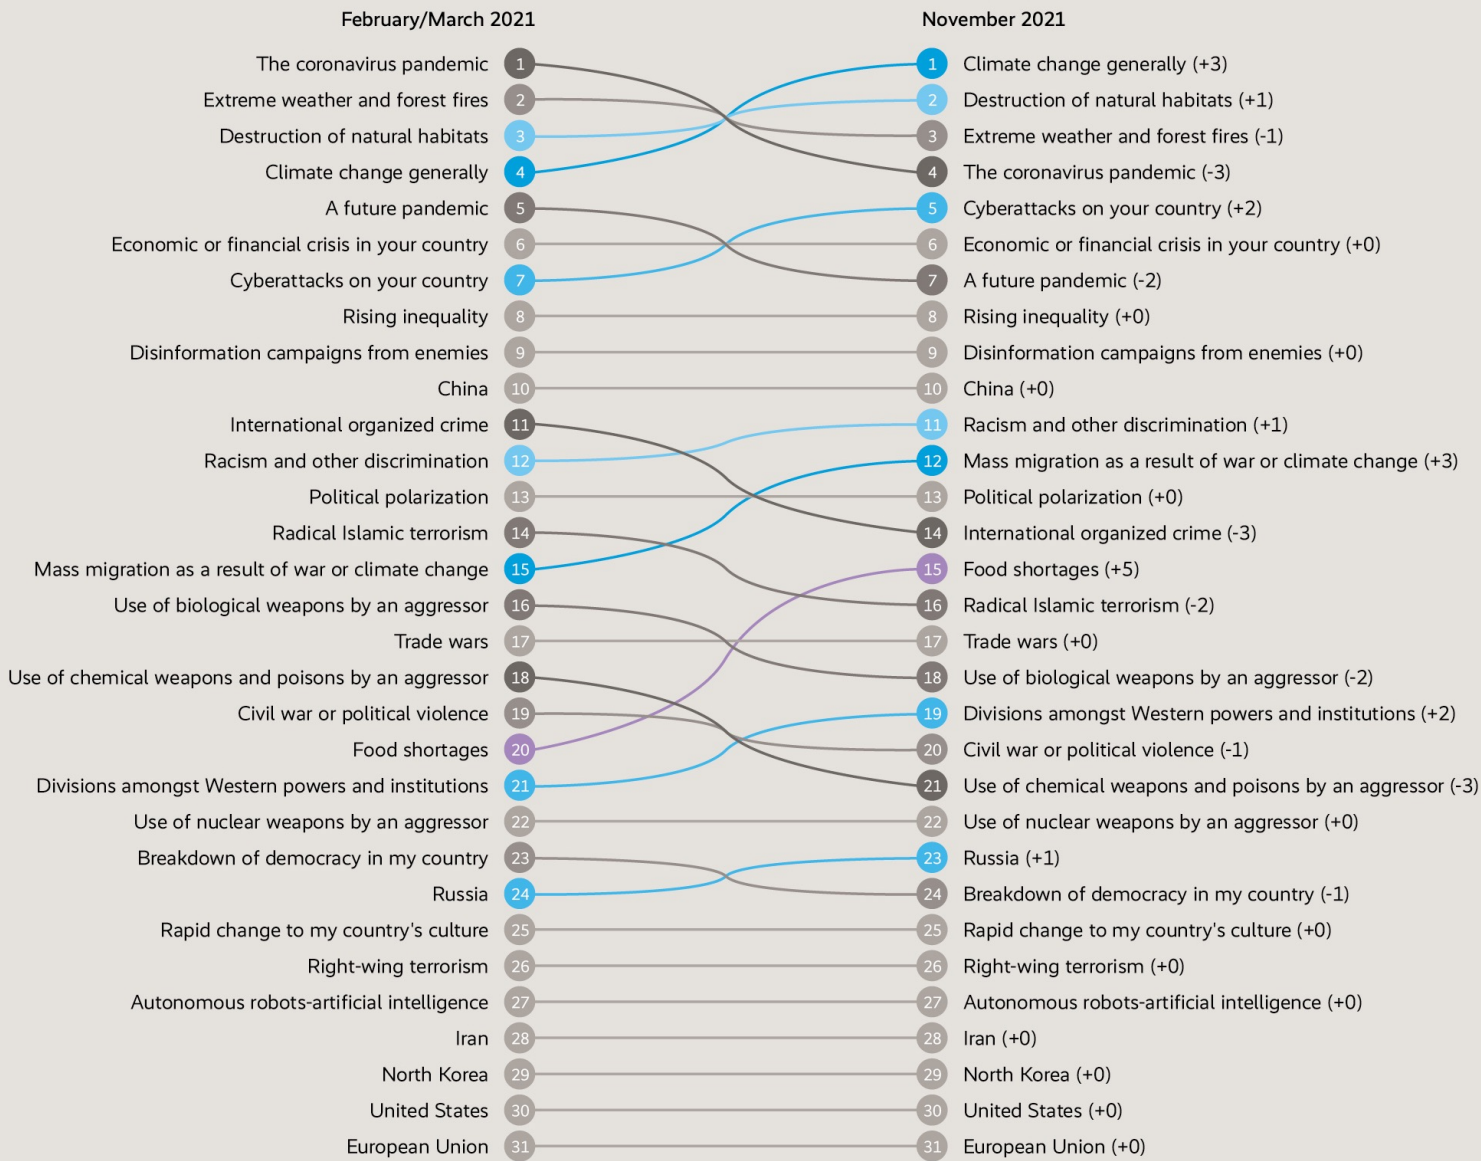 February/March 2021 November 2021
The coronavirus pandemic 1 1 Climate change generally (+3)
Extreme weather and forest fires 2 2 Destruction of natural habitats (+1)
Destruction of natural habitats 3 3 Extreme weather and forest fires (-1)
Climate change generally 4 4 The coronavirus pandemic (-3)
A future pandemic 5 5 Cyberattacks on your country (+2)
Economic or financial crisis in your country 6 6 Economic or financial crisis in your country (+0)
Cyberattacks on your country 7 7 A future pandemic (-2)
Rising inequality 8 8 Rising inequality (+0)
Disinformation campaigns from enemies 9 9 Disinformation campaigns from enemies (+0)
China 10 10 China (+0)
International organized crime 11 11 Racism and other discrimination (+1)
Racism and other discrimination 12 12 Mass migration as a result of war or climate change (+3)
Political polarization 13 13 Political polarization (+0)
Radical Islamic terrorism 14 14 International organized crime (-3)
Mass migration as a result of war or climate change 15 15 Food shortages (+5)
Use of biological weapons by an aggressor 16 16 Radical Islamic terrorism (-2)
Trade wars 17 17 Trade wars (+0)
Use of chemical weapons and poisons by an aggressor 18 18 Use of biological weapons by an aggressor (-2)
Civil war or political violence 19 19 Divisions amongst Western powers and institutions (+2)
Food shortages 20 20 Civil war or political violence (-1)
Divisions amongst Western powers and institutions 21 21 Use of chemical weapons and poisons by an aggressor (-3)
Use of nuclear weapons by an aggressor 22 22 Use of nuclear weapons by an aggressor (+0)
Breakdown of democracy in my country 23 23 Russia (+1)
Russia 24 24 Breakdown of democracy in my country (-1)
Rapid change to my country's culture 25 25 Rapid change to my country's culture (+0)
Right-wing terrorism 26 26 Right-wing terrorism (+0)
Autonomous robots-artificial intelligence 27 27 Autonomous robots-artificial intelligence (+0)
Iran 28 28 Iran (+0)
North Korea 29 29 North Korea (+0)
United States 30 30 United States (+0)
European Union 31 31 European Union (+0)